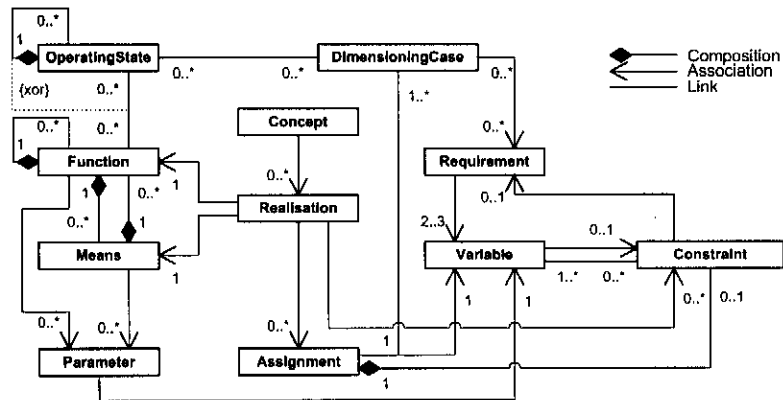 0..*
1
OperatingState
0..*
0..*
DImensioningCase
0..*
Composition
Association
Link
{xor}
0..*
1..*
0..*
0..*
Concept
1
Function
0..*
Requirement
1
0..*
1
0..*
0..1
1
Realisation
0..*
2..3
0..1
Means
1
Variable
Constraint
1..*
0..*
1
1
0..*
0..1
0..*
0..*
0..*
1
Parameter
Assignment
1